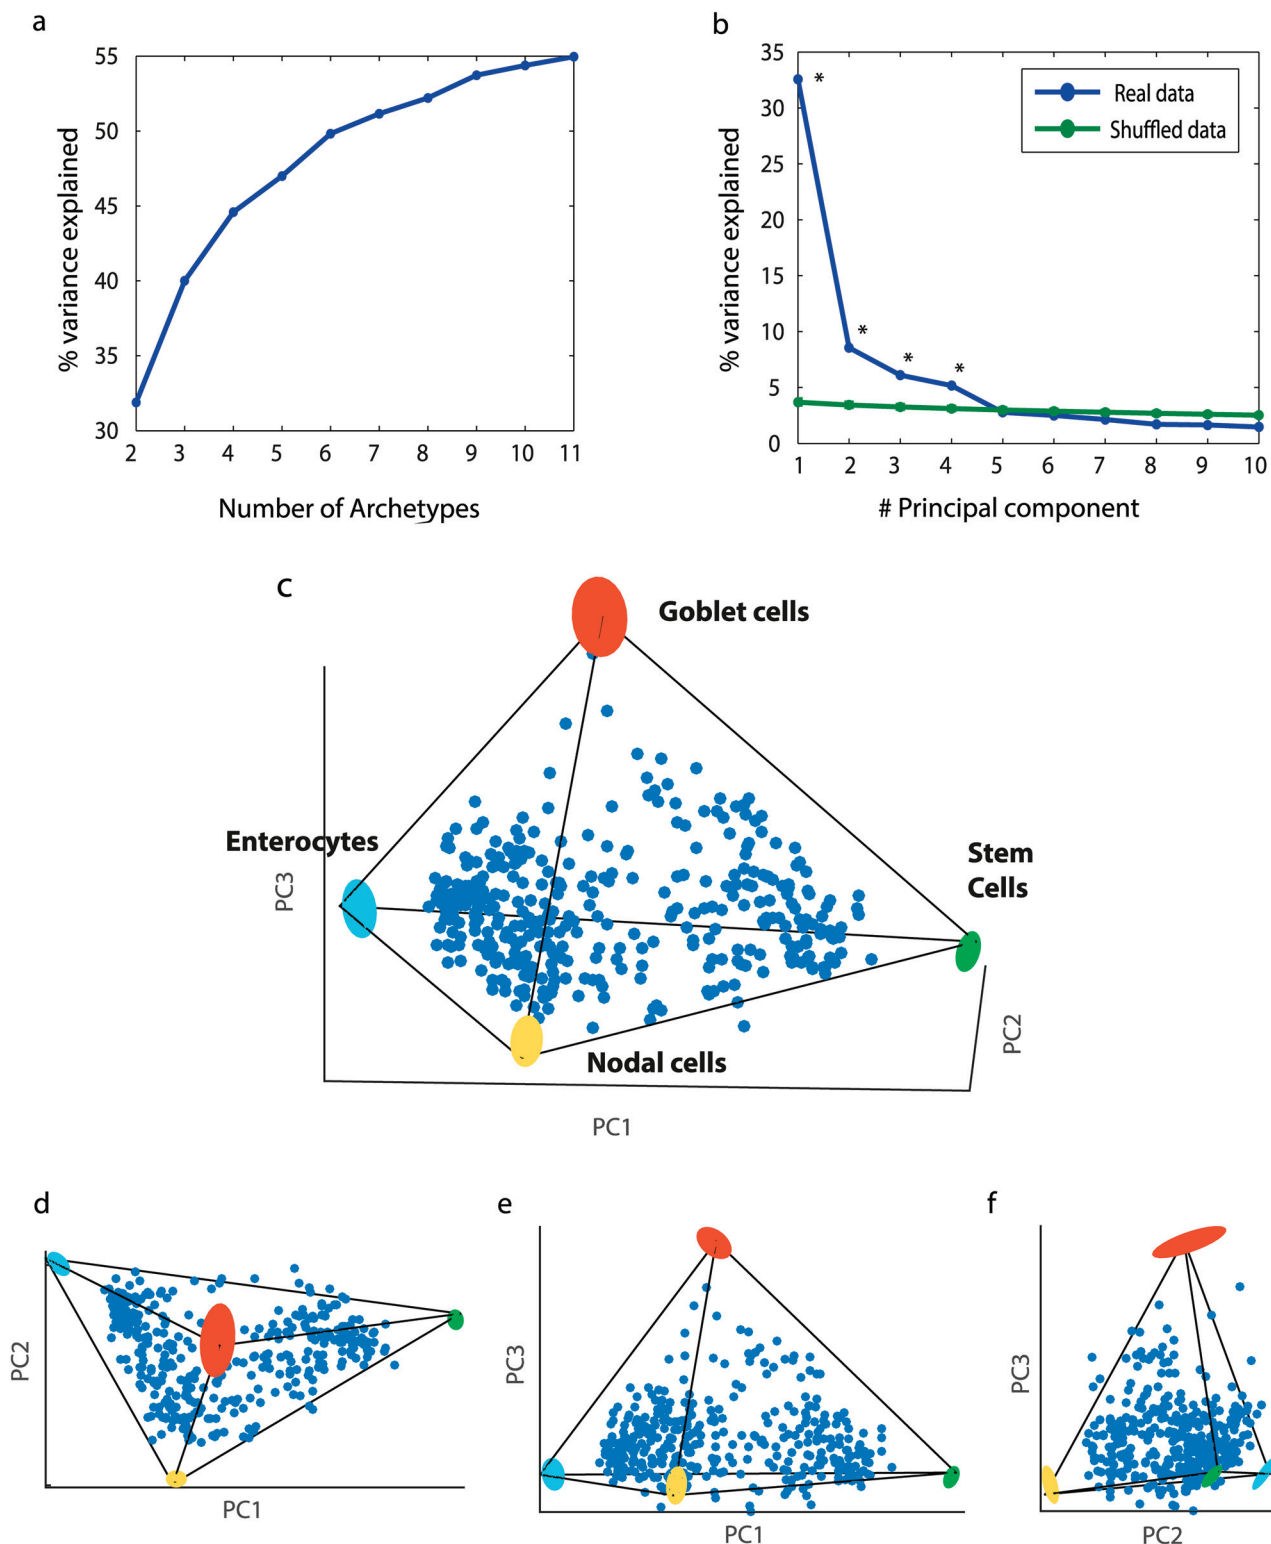 a
55
50
45
40
35
30
% variance explained
2 3 4 5 6 7 8 9 10 11
Number of Archetypes
b
35
30
25
20
15
10
5
0
% variance explained
*
*
*
*
Real data
Shuffled data
1 2 3 4 5 6 7 8 9 10
# Principal component
c
Goblet cells
Enterocytes
Stem
Cells
Nodal cells
PC3
PC2
PC1
d
PC2
PC1
e
PC3
PC1
f
PC3
PC2